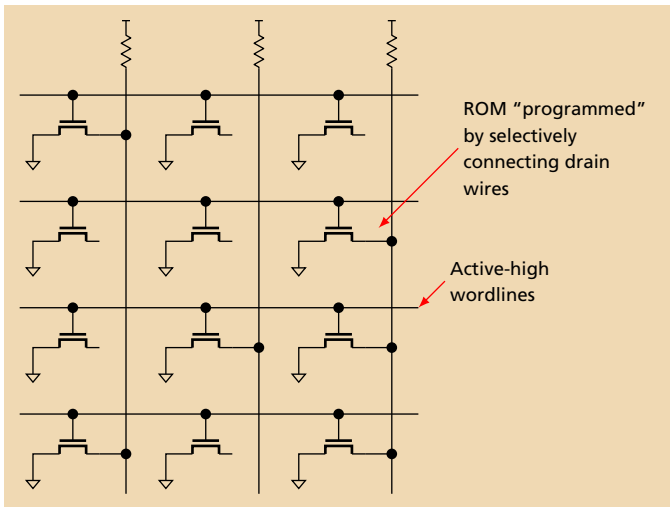 ROM “programmed”
by selectively
connecting drain
wires
Active-high
wordlines